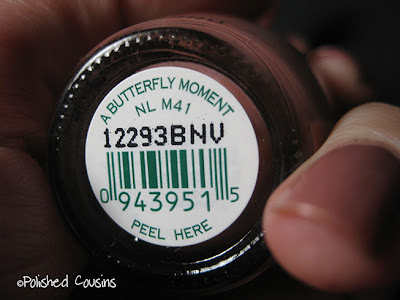 A BUTTERFLY MOMENT
NL M41
12293BNV
0 943951 5
PEEL HERE
©Polished Cousins